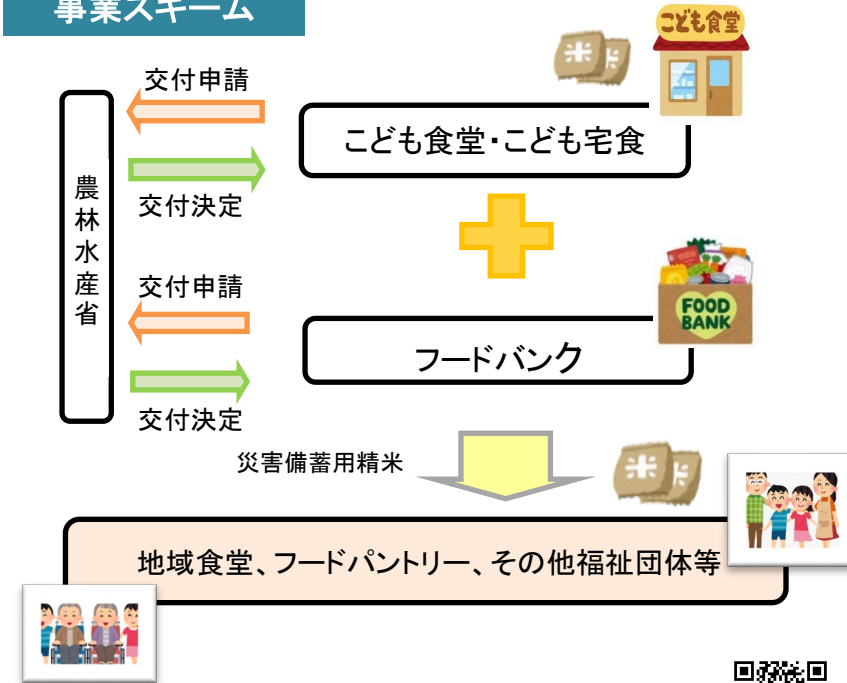 事業スキーム
こども食堂
米
米
交付申請
こども食堂・こども宅食
農林水産省
交付決定
交付申請
FOOD
BANK
フードバンク
交付決定
災害備蓄用精米
米
米
地域食堂、フードパントリー、その他福祉団体等